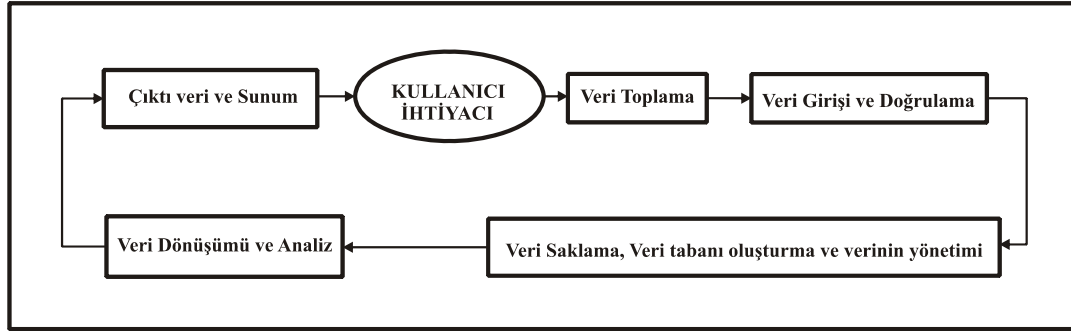 Çıktı veri ve Sunum
KULLANICI
İHTİYACI
Veri Toplama
Veri Girişi ve Doğrulama
Veri Dönüşümü ve Analiz
Veri Saklama, Veri tabanı oluşturma ve verinin yönetimi